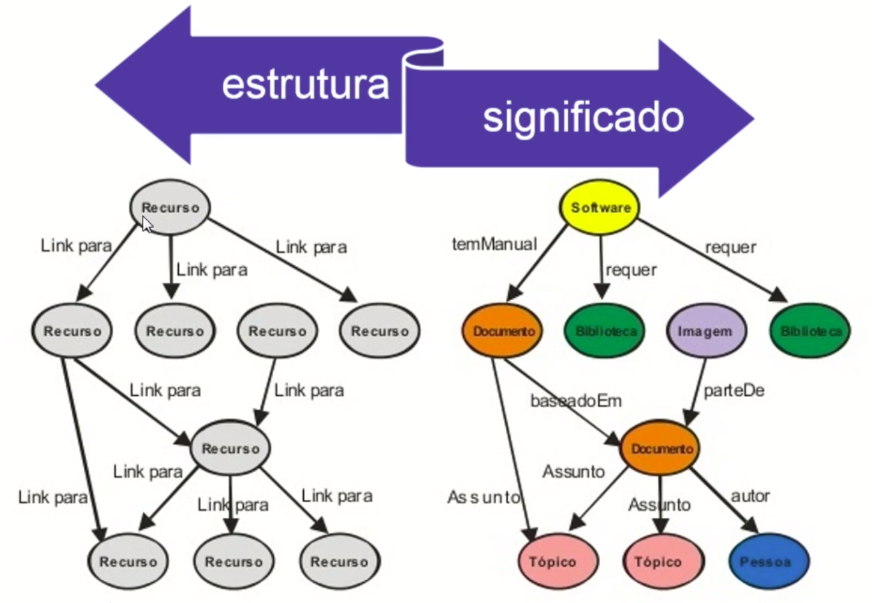 estrutura
significado
Recurso
Link para
Link para
Link para
Recurso
Recurso
Recurso
Recurso
Link para
Link para
Recurso
Link para
Link para
Link para
Link para
Recurso
Recurso
Recurso
Software
temManual
requer
requer
Documento
Biblioteca
Imagem
Biblioteca
baseadoEm
parteDe
Documento
Assunto
Assunto
Assunto
autor
Tópico
Tópico
Pessoa